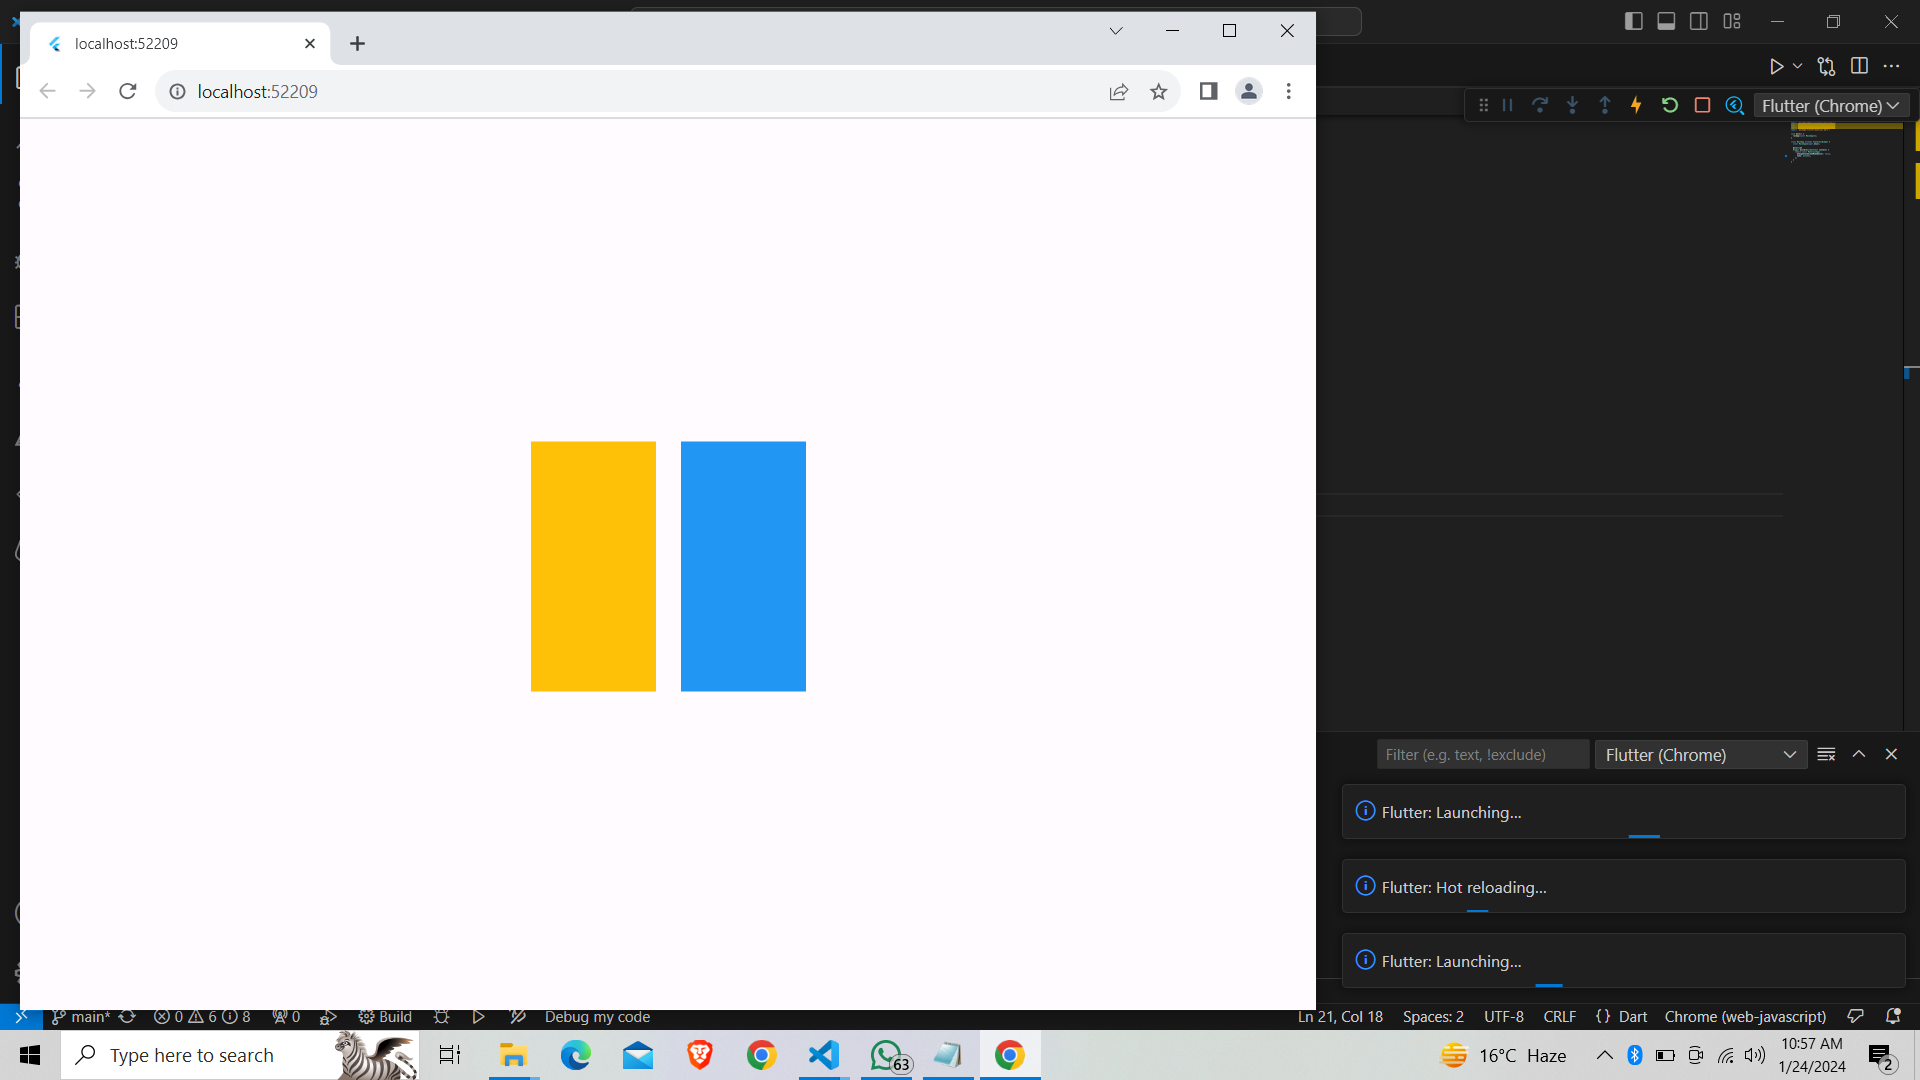 localhost:52209
localhost:52209
Flutter (Chrome)
Filter (e.g. text, !exclude)
Flutter (Chrome)
Flutter: Launching...
Flutter: Hot reloading...
Flutter: Launching...
main*
0
6
8
0
Build
Debug my code
Ln 21, Col 18
Spaces: 2
UTF-8
CRLF
{ } Dart
Chrome (web-javascript)
Type here to search
63
16°C Haze
10:57 AM
1/24/2024
2